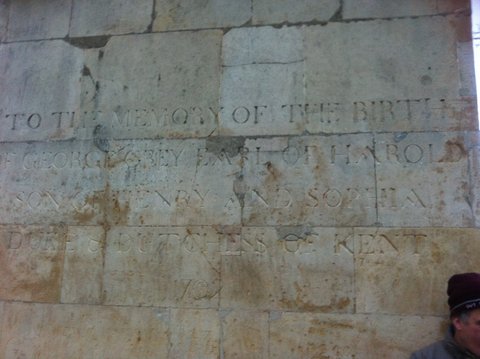 TO THE MEMORY OF THE BIRTH
OF GEORGE GREY EARL OF HAROLD
SON OF HENRY AND SOPHIA
DUKE & DUTCHESS OF KENT